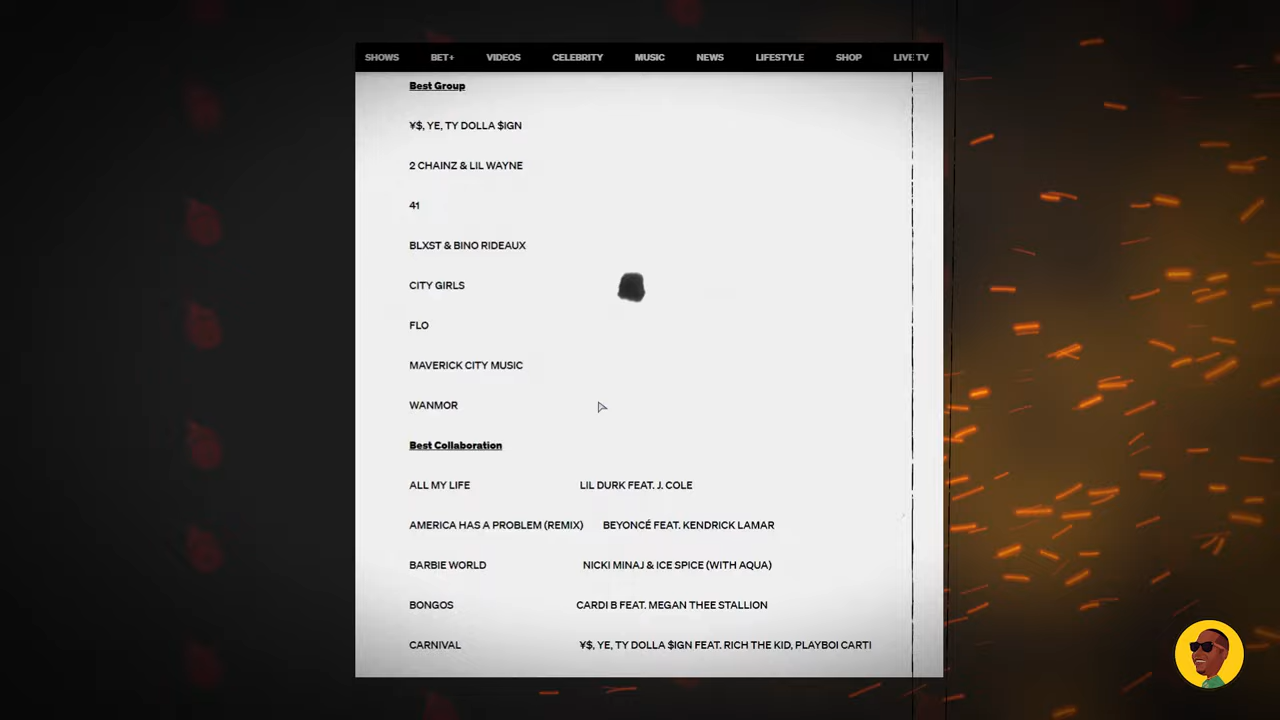 SHOWS BET+ VIDEOS CELEBRITY MUSIC NEWS LIFESTYLE SHOP LIVE TV
Best Group
¥$, YE, TY DOLLA $IGN
2 CHAINZ & LIL WAYNE
41
BLXST & BINO RIDEAUX
CITY GIRLS
FLO
MAVERICK CITY MUSIC
WANMOR
Best Collaboration
ALL MY LIFE LIL DURK FEAT. J. COLE
AMERICA HAS A PROBLEM (REMIX) BEYONCÉ FEAT. KENDRICK LAMAR
BARBIE WORLD NICKI MINAJ & ICE SPICE (WITH AQUA)
BONGOS CARDI B FEAT. MEGAN THEE STALLION
CARNIVAL ¥$, YE, TY DOLLA $IGN FEAT. RICH THE KID, PLAYBOI CARTI